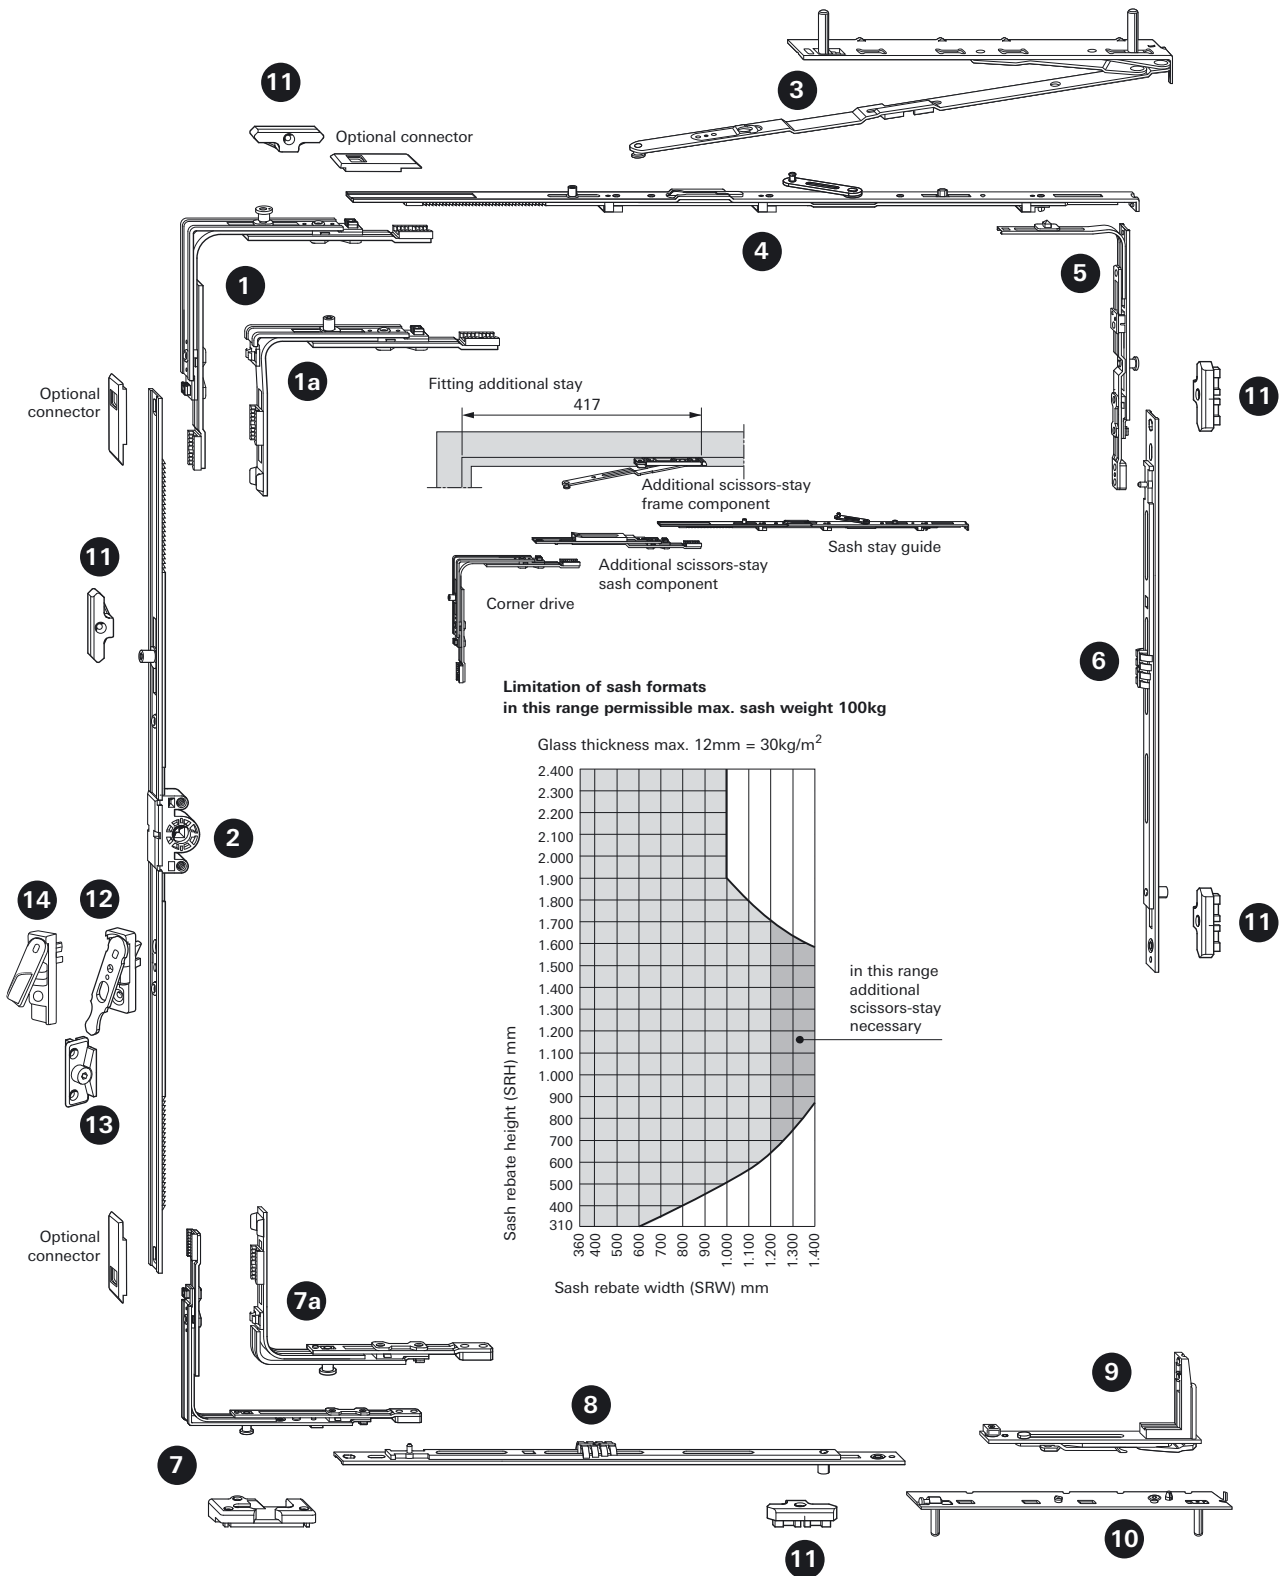 11
3
Optional connector
4
1
5
1a
Optional
connector
Fitting additional stay
417
11
Additional scissors-stay
frame component
Sash stay guide
Additional scissors-stay
sash component
11
Corner drive
6
Limitation of sash formats
in this range permissible max. sash weight 100kg
Glass thickness max. 12mm = 30kg/m2
2.400
2.300
2.200
2.100
2.000
1.900
1.800
1.700
1.600
1.500
1.400
1.300
1.200
1.100
1.000
900
800
700
600
500
400
310
Sash rebate height (SRH) mm
360
400
500
600
700
800
900
1.000
1.100
1.200
1.300
1.400
Sash rebate width (SRW) mm
in this range
additional
scissors-stay
necessary
2
14
12
11
13
Optional
connector
7a
9
8
7
10
11